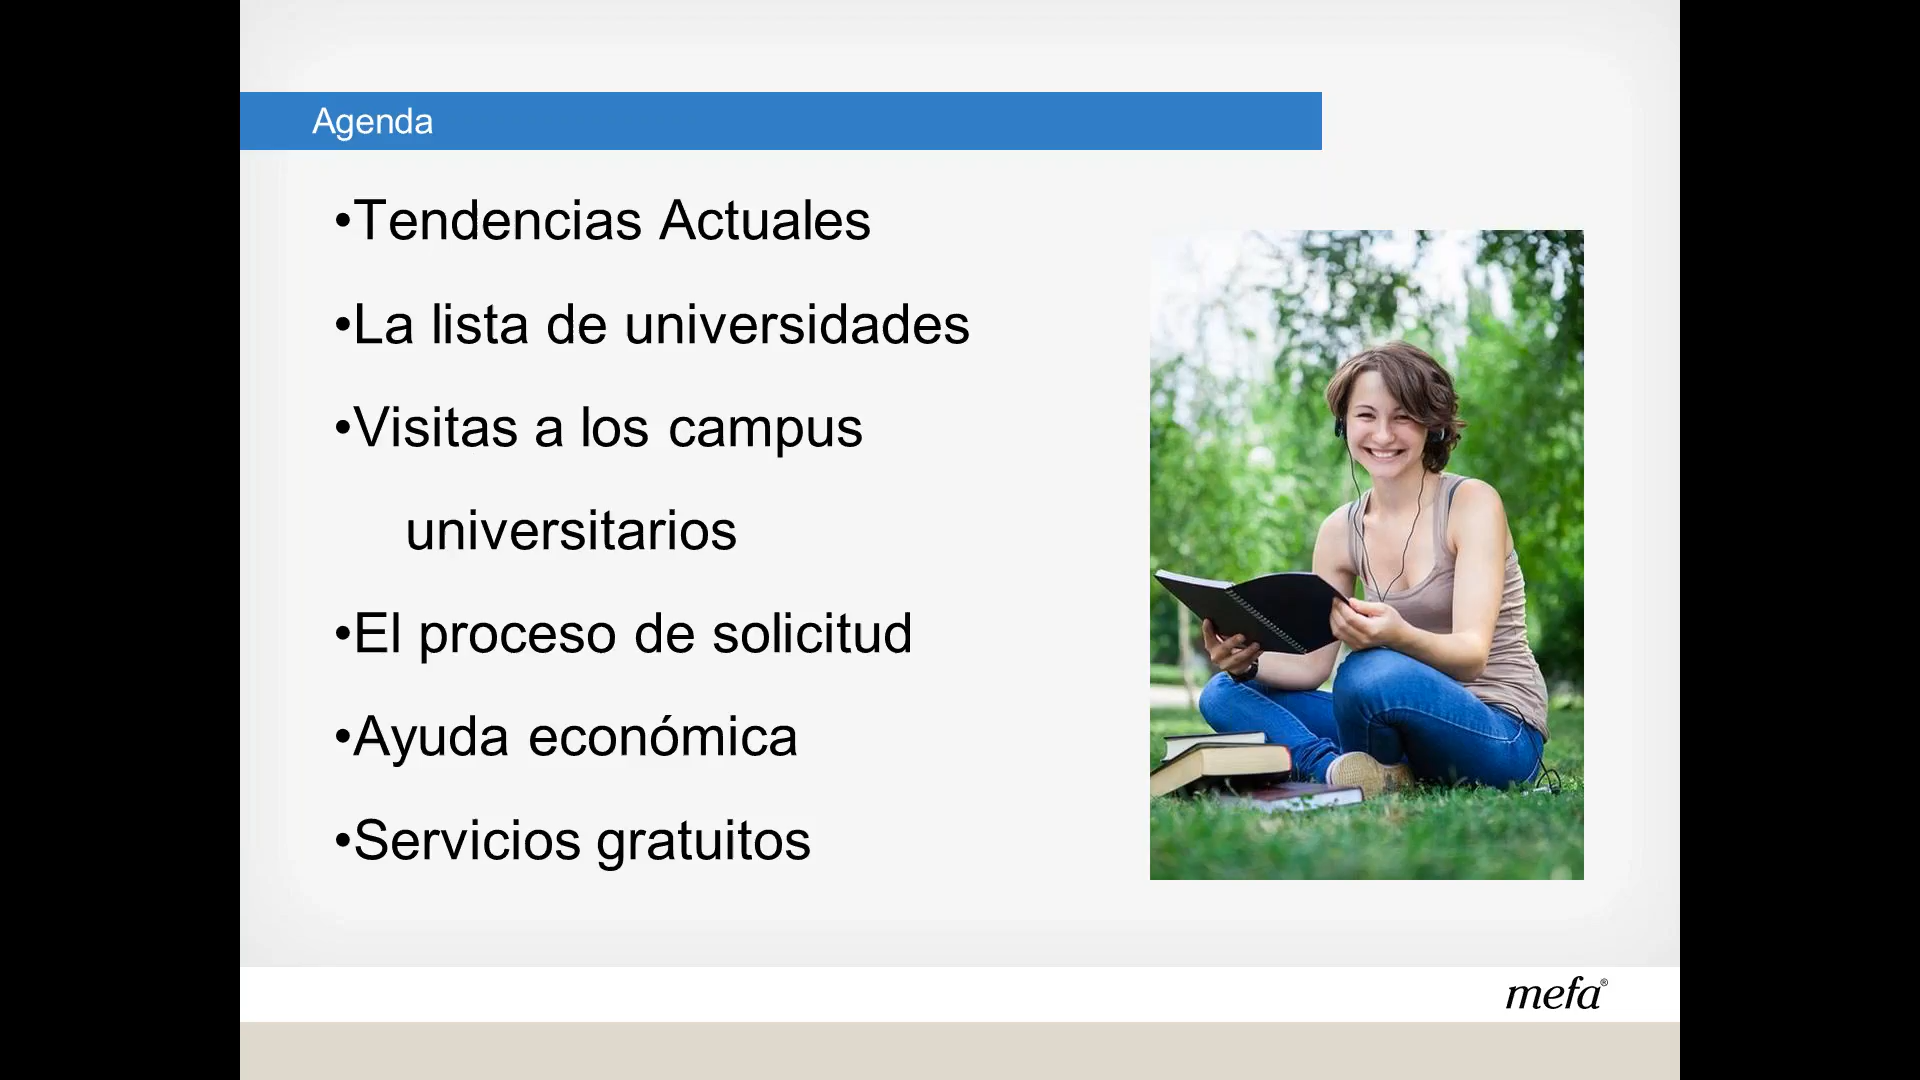 Agenda
•Tendencias Actuales
•La lista de universidades
•Visitas a los campus
universitarios
•El proceso de solicitud
•Ayuda económica
•Servicios gratuitos
mefa®